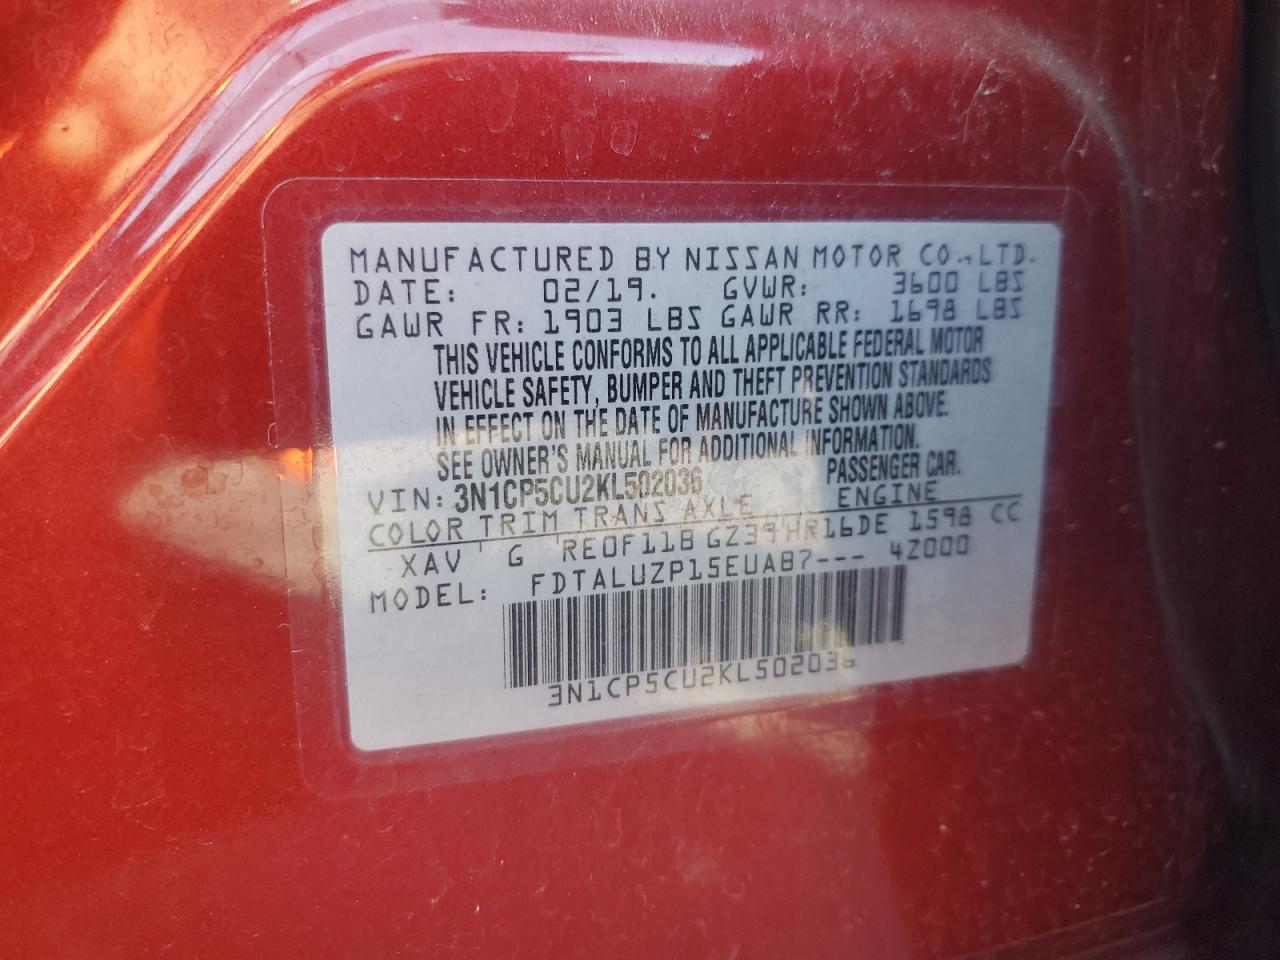 MANUFACTURED BY NISSAN MOTOR CO., LTD.
DATE: 02/19. GVWR: 3600 LBS
GAWR FR: 1903 LBS GAWR RR: 1698 LBS
THIS VEHICLE CONFORMS TO ALL APPLICABLE FEDERAL MOTOR
VEHICLE SAFETY, BUMPER AND THEFT PREVENTION STANDARDS
IN EFFECT ON THE DATE OF MANUFACTURE SHOWN ABOVE.
SEE OWNER'S MANUAL FOR ADDITIONAL INFORMATION.
VIN: 3N1CP5CU2KL502036 PASSENGER CAR.
COLOR TRIM TRANS AXLE ENGINE
XAV G RE0F11B GZ39 HR16DE 1598 CC
MODEL: FDTALUZP15EUAB7--- 42000
3N1CP5CU2KL502036